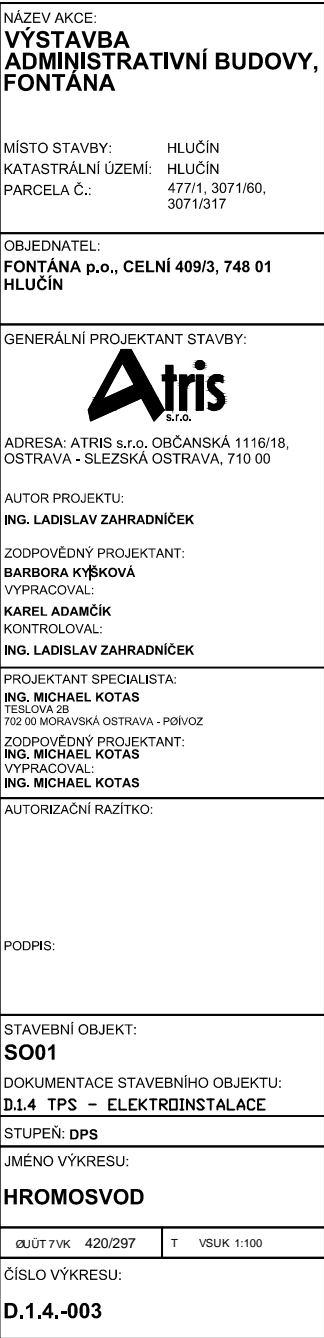 NÁZEV AKCE:
VÝSTAVBA
ADMINISTRATIVNÍ BUDOVY,
FONTÁNA
MÍSTO STAVBY: HLUČÍN
KATASTRÁLNÍ ÚZEMÍ: HLUČÍN
PARCELA Č.: 477/1, 3071/60,
3071/317
OBJEDNATEL:
FONTÁNA p.o., CELNÍ 409/3, 748 01
HLUČÍN
GENERÁLNÍ PROJEKTANT STAVBY:
Atris
s.r.o.
ADRESA: ATRIS s.r.o. OBČANSKÁ 1116/18,
OSTRAVA - SLEZSKÁ OSTRAVA, 710 00
AUTOR PROJEKTU:
ING. LADISLAV ZAHRADNÍČEK
ZODPOVĚDNÝ PROJEKTANT:
BARBORA KYŠKOVÁ
VYPRACOVAL:
KAREL ADAMČÍK
KONTROLOVAL:
ING. LADISLAV ZAHRADNÍČEK
PROJEKTANT SPECIALISTA:
ING. MICHAEL KOTAS
TESLOVA 2B
702 00 MORAVSKÁ OSTRAVA - PØÍVOZ
ZODPOVĚDNÝ PROJEKTANT:
ING. MICHAEL KOTAS
VYPRACOVAL:
ING. MICHAEL KOTAS
AUTORIZAČNÍ RAZÍTKO:
PODPIS:
STAVEBNÍ OBJEKT:
SO01
DOKUMENTACE STAVEBNÍHO OBJEKTU:
D.1.4 TPS - ELEKTROINSTALACE
STUPEŇ: DPS
JMÉNO VÝKRESU:
HROMOSVOD
ØUÜT7VK 420/297 T VSUK 1:100
ČÍSLO VÝKRESU:
D.1.4.-003